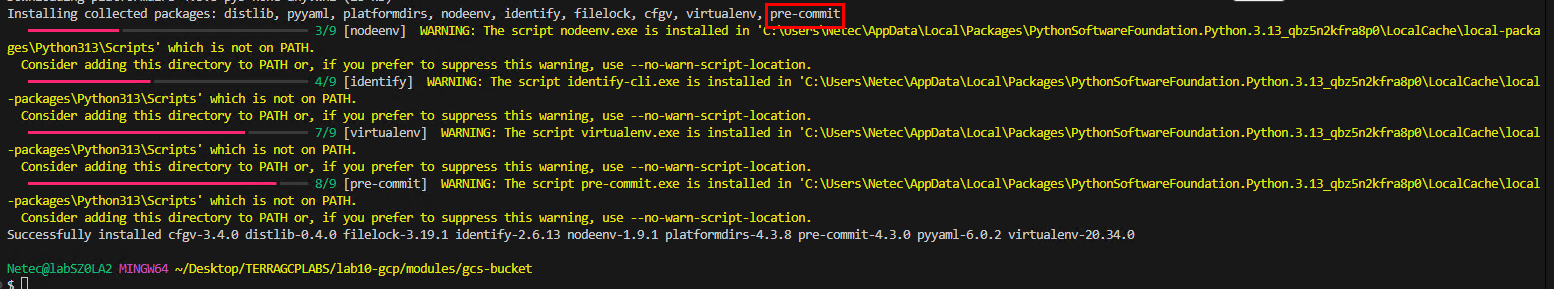 Installing collected packages: distlib, pyyaml, platformdirs, nodeenv, identify, filelock, cfgv, virtualenv, pre-commit
3/9 [nodeenv]  WARNING: The script nodeenv.exe is installed in 'C:\Users\Netec\AppData\Local\Packages\PythonSoftwareFoundation.Python.3.13_qbz5n2kfra8p0\LocalCache\local-packa
ges\Python313\Scripts' which is not on PATH.
  Consider adding this directory to PATH or, if you prefer to suppress this warning, use --no-warn-script-location.
4/9 [identify]  WARNING: The script identify-cli.exe is installed in 'C:\Users\Netec\AppData\Local\Packages\PythonSoftwareFoundation.Python.3.13_qbz5n2kfra8p0\LocalCache\local
-packages\Python313\Scripts' which is not on PATH.
  Consider adding this directory to PATH or, if you prefer to suppress this warning, use --no-warn-script-location.
7/9 [virtualenv]  WARNING: The script virtualenv.exe is installed in 'C:\Users\Netec\AppData\Local\Packages\PythonSoftwareFoundation.Python.3.13_qbz5n2kfra8p0\LocalCache\local
-packages\Python313\Scripts' which is not on PATH.
  Consider adding this directory to PATH or, if you prefer to suppress this warning, use --no-warn-script-location.
8/9 [pre-commit]  WARNING: The script pre-commit.exe is installed in 'C:\Users\Netec\AppData\Local\Packages\PythonSoftwareFoundation.Python.3.13_qbz5n2kfra8p0\LocalCache\local
-packages\Python313\Scripts' which is not on PATH.
  Consider adding this directory to PATH or, if you prefer to suppress this warning, use --no-warn-script-location.
Successfully installed cfgv-3.4.0 distlib-0.4.0 filelock-3.19.1 identify-2.6.13 nodeenv-1.9.1 platformdirs-4.3.8 pre-commit-4.3.0 pyyaml-6.0.2 virtualenv-20.34.0
Netec@labSZ0LA2 MINGW64 ~/Desktop/TERRAGCPLABS/lab10-gcp/modules/gcs-bucket
$